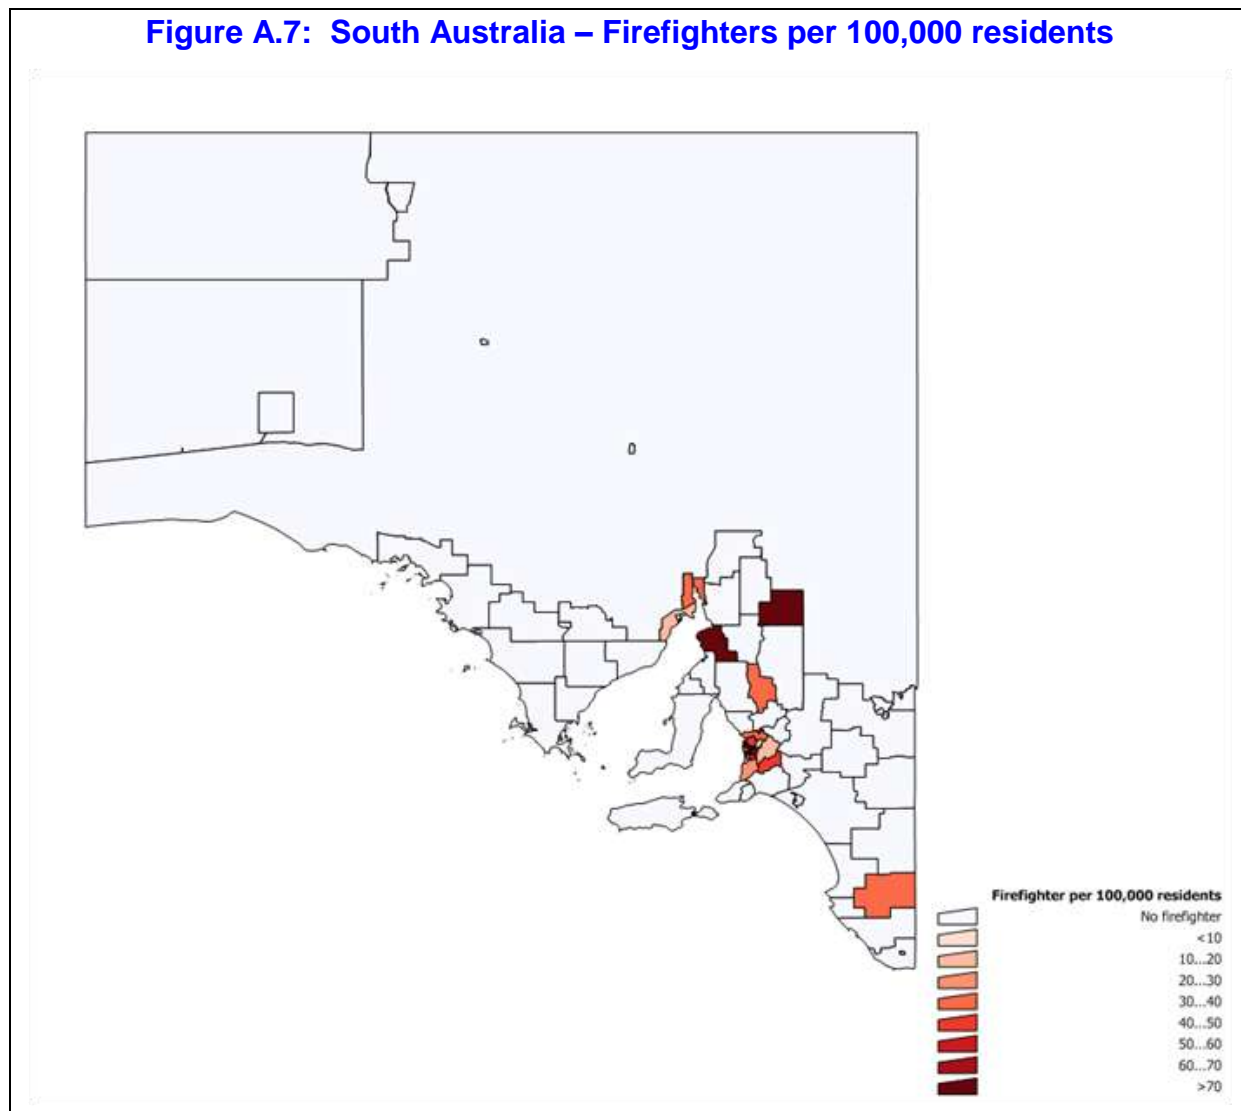 Figure A.7: South Australia – Firefighters per 100,000 residents
Firefighter per 100,000 residents
No firefighter
<10
10...20
20...30
30...40
40...50
50...60
60...70
>70